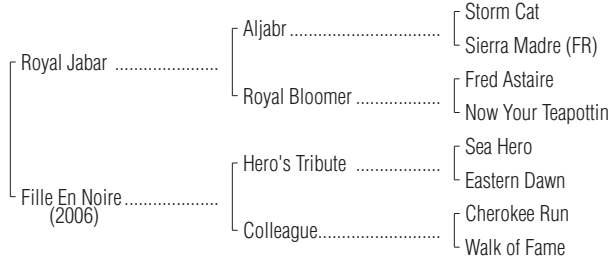 Storm Cat
Aljabr
Sierra Madre (FR)
Royal Jabar
Fred Astaire
Royal Bloomer
Now Your Teapottin
Sea Hero
Hero's Tribute
Eastern Dawn
Fille En Noire
(2006)
Cherokee Run
Colleague
Walk of Fame